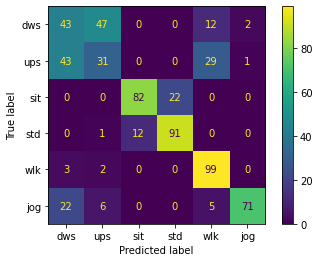 dws 43 47 0 0 12 2
ups 43 31 0 0 29 1
sit 0 0 82 22 0 0
std 0 1 12 91 0 0
wlk 3 2 0 0 99 0
jog 22 6 0 0 5 71
dws ups sit std wlk jog
Predicted label
True label
80
60
40
20
0